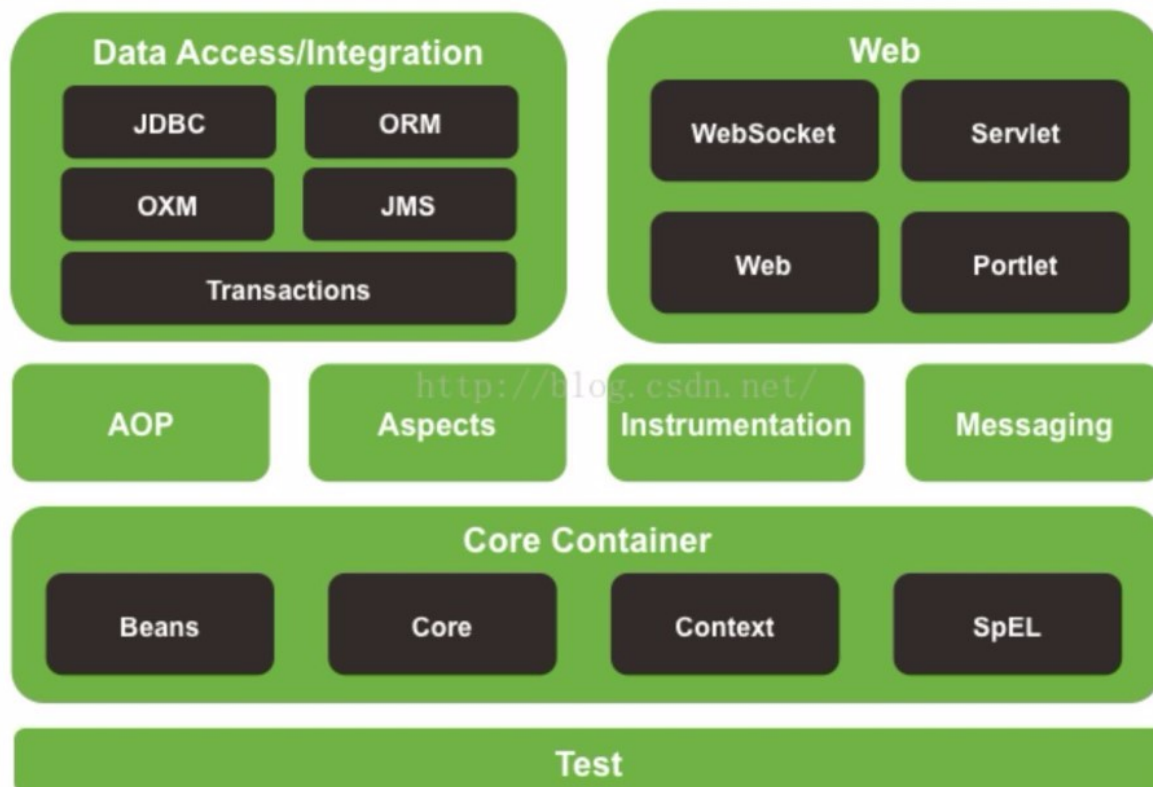 Data Access/Integration
JDBC
ORM
OXM
JMS
Transactions
Web
WebSocket
Servlet
Web
Portlet
http://blog.csdn.net/
AOP
Aspects
Instrumentation
Messaging
Core Container
Beans
Core
Context
SpEL
Test